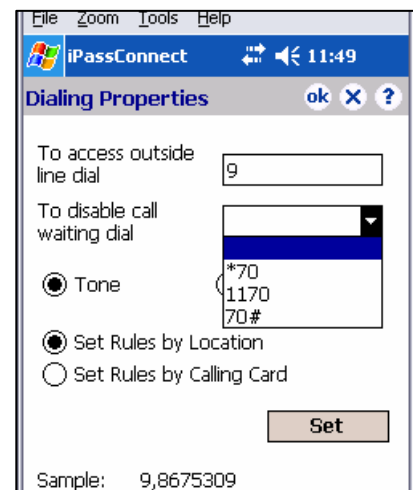 File Zoom Tools Help
iPassConnect 11:49
Dialing Properties ok X ?
To access outside
line dial 9
To disable call
waiting dial
*70
Tone
1170
70#
Set Rules by Location
Set Rules by Calling Card
Set
Sample: 9,8675309